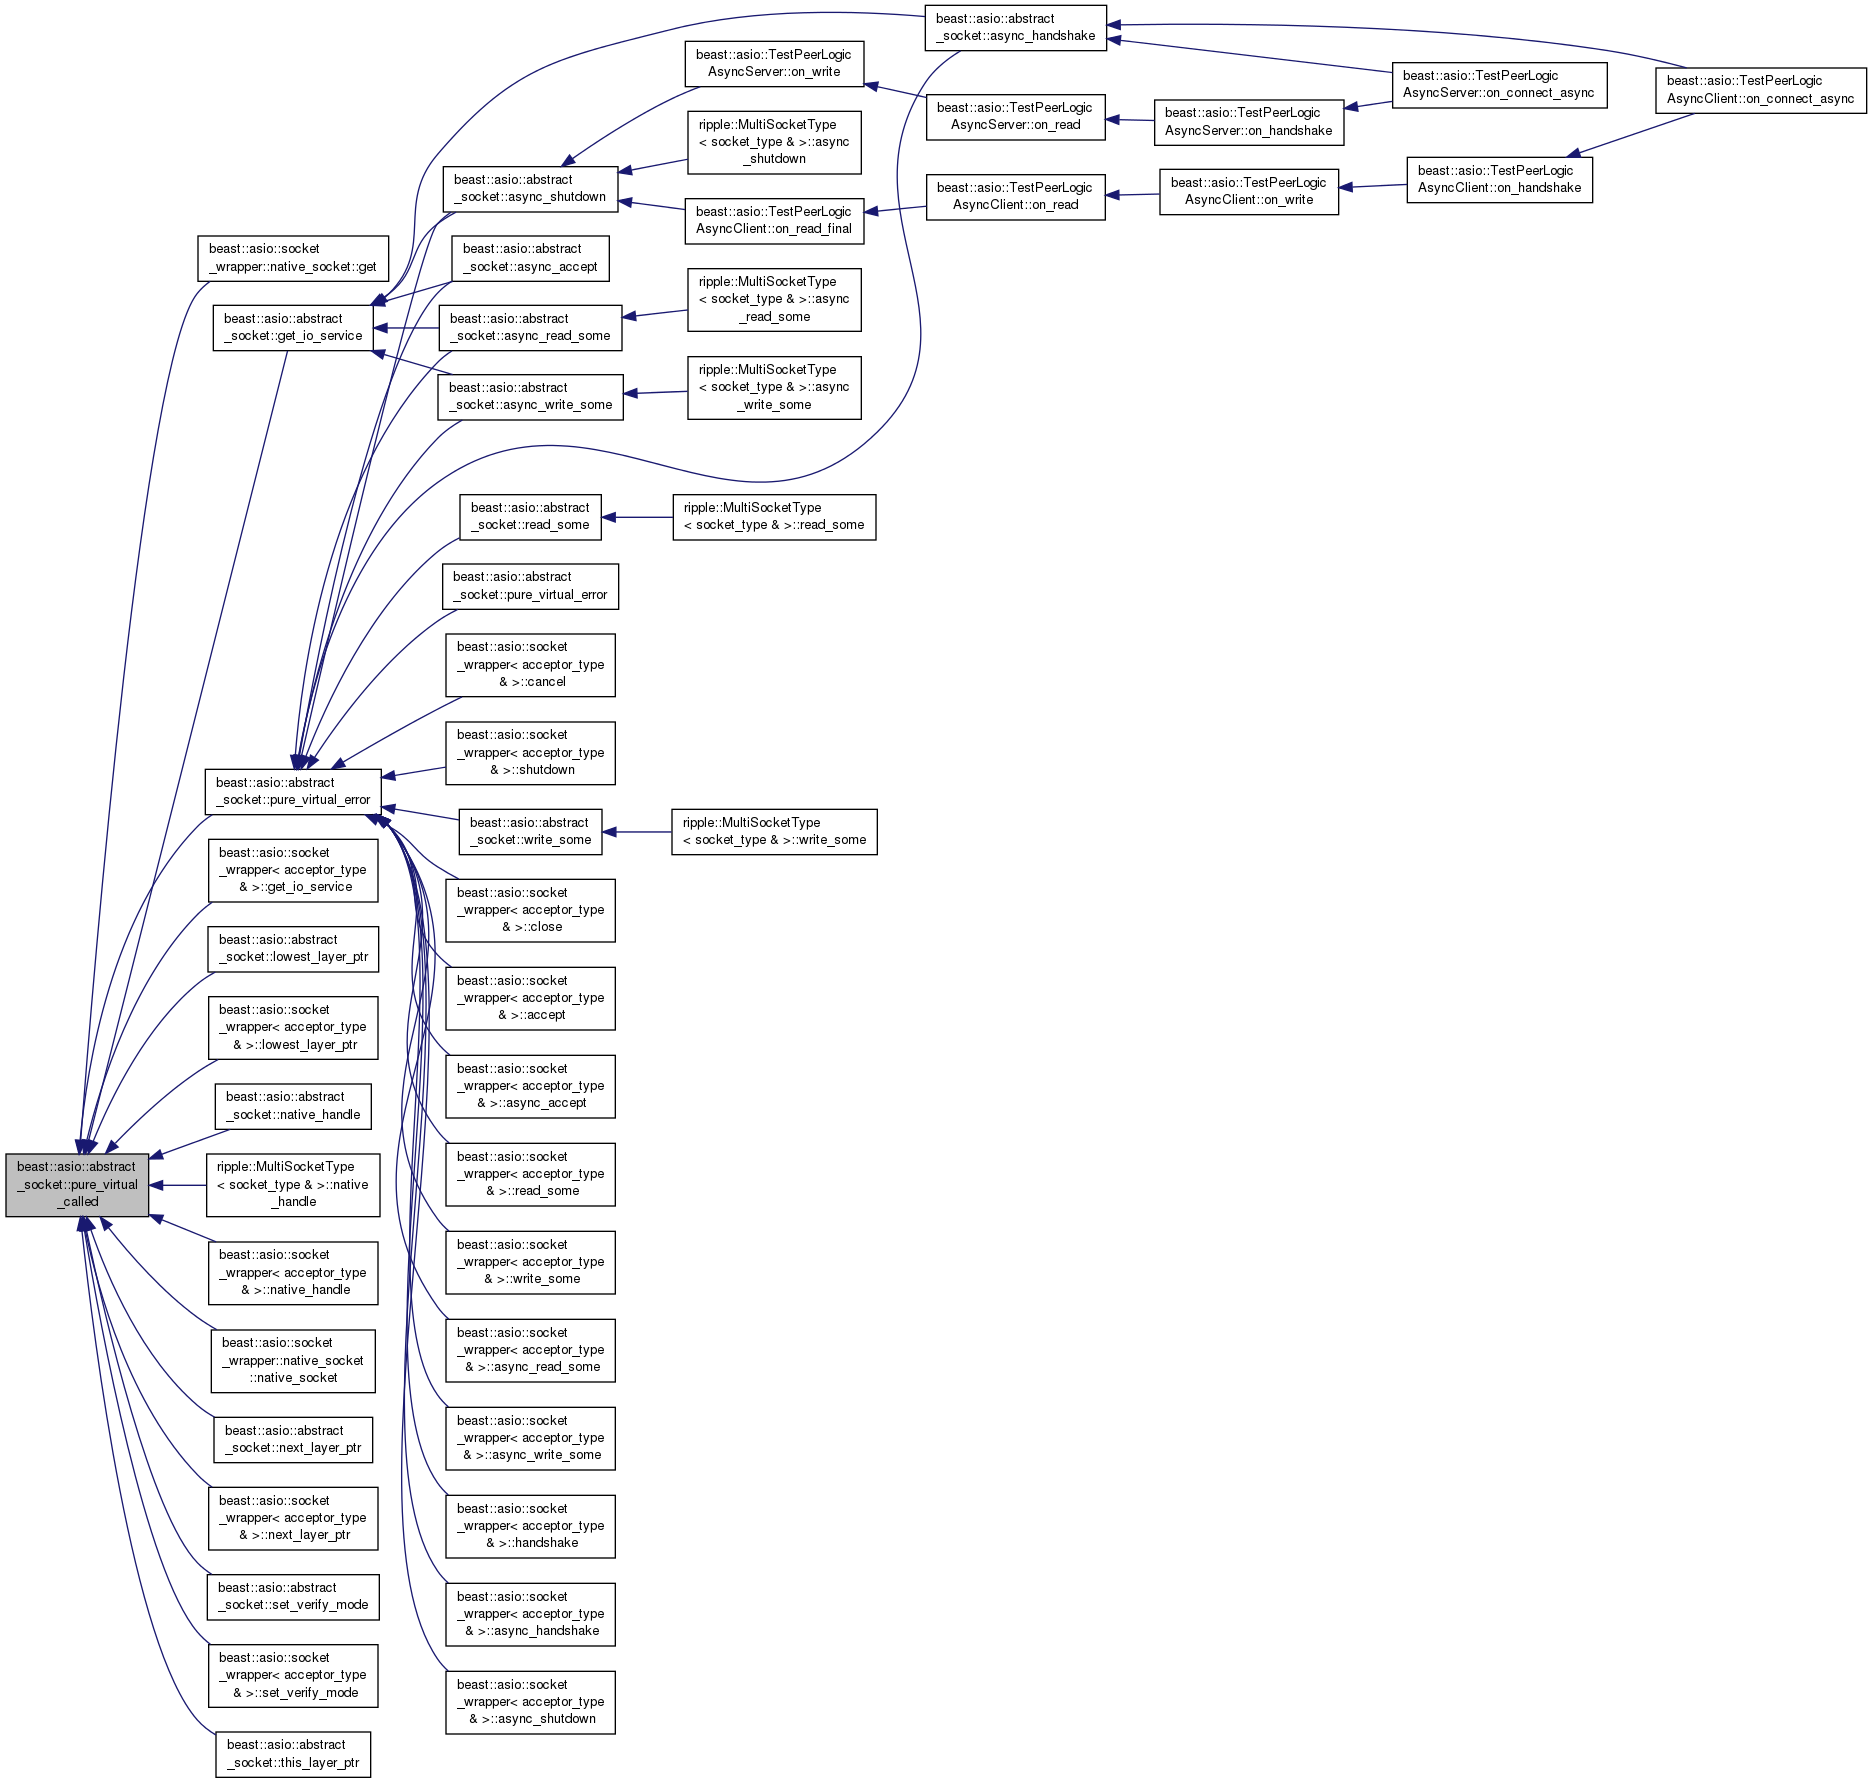 beast::asio::abstract
_socket::async_handshake
beast::asio::TestPeerLogic
AsyncServer::on_write
beast::asio::TestPeerLogic
AsyncServer::on_connect_async
beast::asio::TestPeerLogic
AsyncClient::on_connect_async
beast::asio::TestPeerLogic
AsyncServer::on_read
beast::asio::TestPeerLogic
AsyncServer::on_handshake
ripple::MultiSocketType
< socket_type & >::async
_shutdown
beast::asio::abstract
_socket::async_shutdown
beast::asio::TestPeerLogic
AsyncClient::on_handshake
beast::asio::TestPeerLogic
AsyncClient::on_write
beast::asio::TestPeerLogic
AsyncClient::on_read
beast::asio::TestPeerLogic
AsyncClient::on_read_final
beast::asio::socket
_wrapper::native_socket::get
beast::asio::abstract
_socket::async_accept
ripple::MultiSocketType
< socket_type & >::async
_read_some
beast::asio::abstract
_socket::get_io_service
beast::asio::abstract
_socket::async_read_some
ripple::MultiSocketType
< socket_type & >::async
_write_some
beast::asio::abstract
_socket::async_write_some
beast::asio::abstract
_socket::read_some
ripple::MultiSocketType
< socket_type & >::read_some
beast::asio::abstract
_socket::pure_virtual_error
beast::asio::socket
_wrapper< acceptor_type
& >::cancel
beast::asio::socket
_wrapper< acceptor_type
& >::shutdown
beast::asio::abstract
_socket::pure_virtual_error
beast::asio::abstract
_socket::write_some
ripple::MultiSocketType
< socket_type & >::write_some
beast::asio::socket
_wrapper< acceptor_type
& >::get_io_service
beast::asio::socket
_wrapper< acceptor_type
& >::close
beast::asio::abstract
_socket::lowest_layer_ptr
beast::asio::socket
_wrapper< acceptor_type
& >::accept
beast::asio::socket
_wrapper< acceptor_type
& >::lowest_layer_ptr
beast::asio::socket
_wrapper< acceptor_type
& >::async_accept
beast::asio::abstract
_socket::native_handle
beast::asio::abstract
_socket::pure_virtual
_called
ripple::MultiSocketType
< socket_type & >::native
_handle
beast::asio::socket
_wrapper< acceptor_type
& >::read_some
beast::asio::socket
_wrapper< acceptor_type
& >::native_handle
beast::asio::socket
_wrapper< acceptor_type
& >::write_some
beast::asio::socket
_wrapper::native_socket
::native_socket
beast::asio::socket
_wrapper< acceptor_type
& >::async_read_some
beast::asio::abstract
_socket::next_layer_ptr
beast::asio::socket
_wrapper< acceptor_type
& >::async_write_some
beast::asio::socket
_wrapper< acceptor_type
& >::next_layer_ptr
beast::asio::socket
_wrapper< acceptor_type
& >::handshake
beast::asio::abstract
_socket::set_verify_mode
beast::asio::socket
_wrapper< acceptor_type
& >::async_handshake
beast::asio::socket
_wrapper< acceptor_type
& >::set_verify_mode
beast::asio::socket
_wrapper< acceptor_type
& >::async_shutdown
beast::asio::abstract
_socket::this_layer_ptr